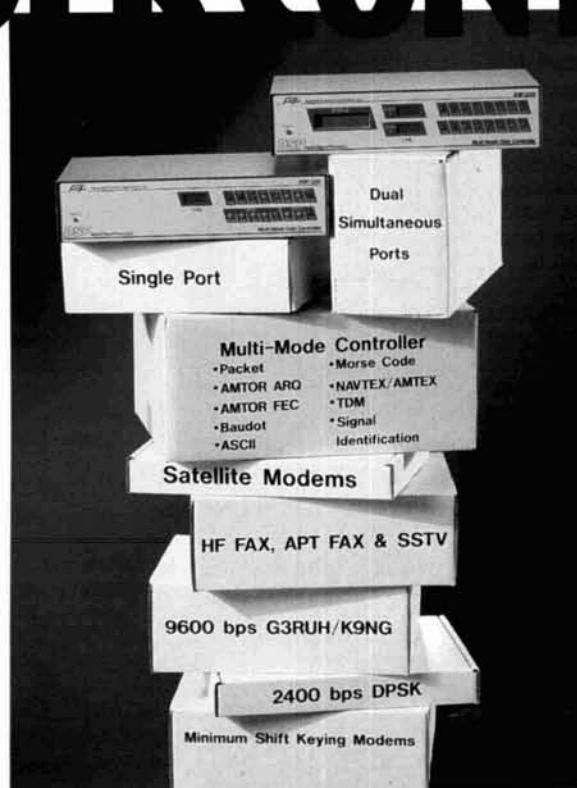 Dual
Simultaneous
Ports
Single Port
Multi-Mode Controller
•Packet
•AMTOR ARQ
•AMTOR FEC
•Baudot
•ASCII
•Morse Code
•NAVTEX/AMTEX
•TDM
•Signal
Identification
Satellite Modems
HF FAX, APT FAX & SSTV
9600 bps G3RUH/K9NG
2400 bps DPSK
Minimum Shift Keying Modems